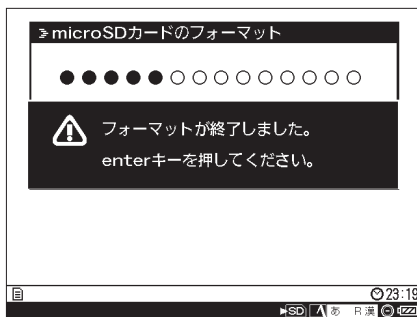 microSDカードのフォーマット
フォーマットが終了しました。
enterキーを押してください。
23:19
SD A あ R漢